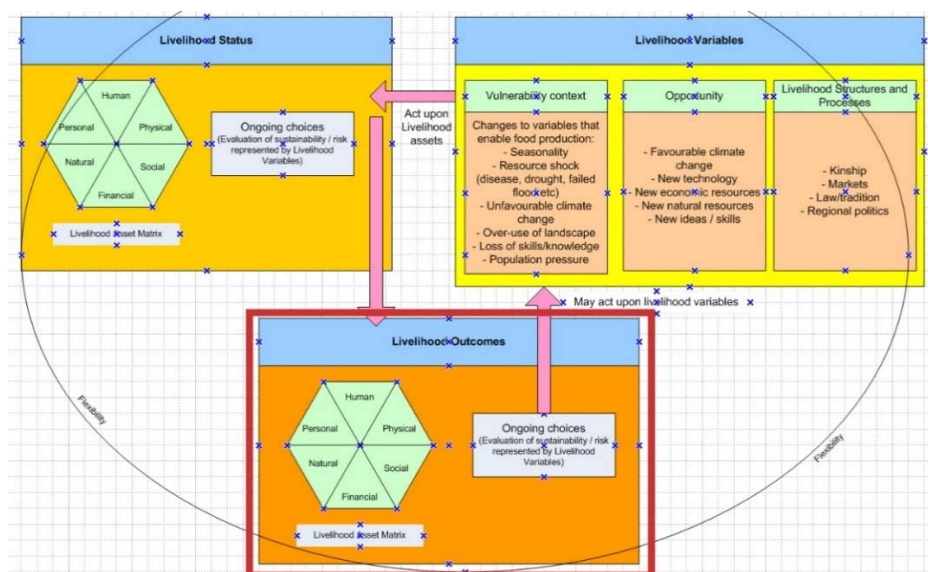 Livelihood Status
Human
Personal
Physical
Natural
Social
Financial
Livelihood Asset Matrix
Ongoing choices
(Evaluation of sustainability / risk
represented by Livelihood
Variables)
Act upon
Livelihood
assets
Livelihood Variables
Vulnerability context
Changes to variables that
enable food production:
- Seasonality
- Resource shock
(disease, drought, failed
flood etc)
- Unfavourable climate
change
- Over-use of landscape
- Loss of skills/knowledge
- Population pressure
Opportunity
- Favourable climate
change
- New technology
- New economic resources
- New natural resources
- New ideas / skills
Livelihood Structures and
Processes
- Kinship
- Markets
- Law/tradition
- Regional politics
May act upon livelihood variables
Livelihood Outcomes
Human
Personal
Physical
Natural
Social
Financial
Livelihood Asset Matrix
Ongoing choices
(Evaluation of sustainability / risk
represented by Livelihood
Variables)
Flexibility
Flexibility